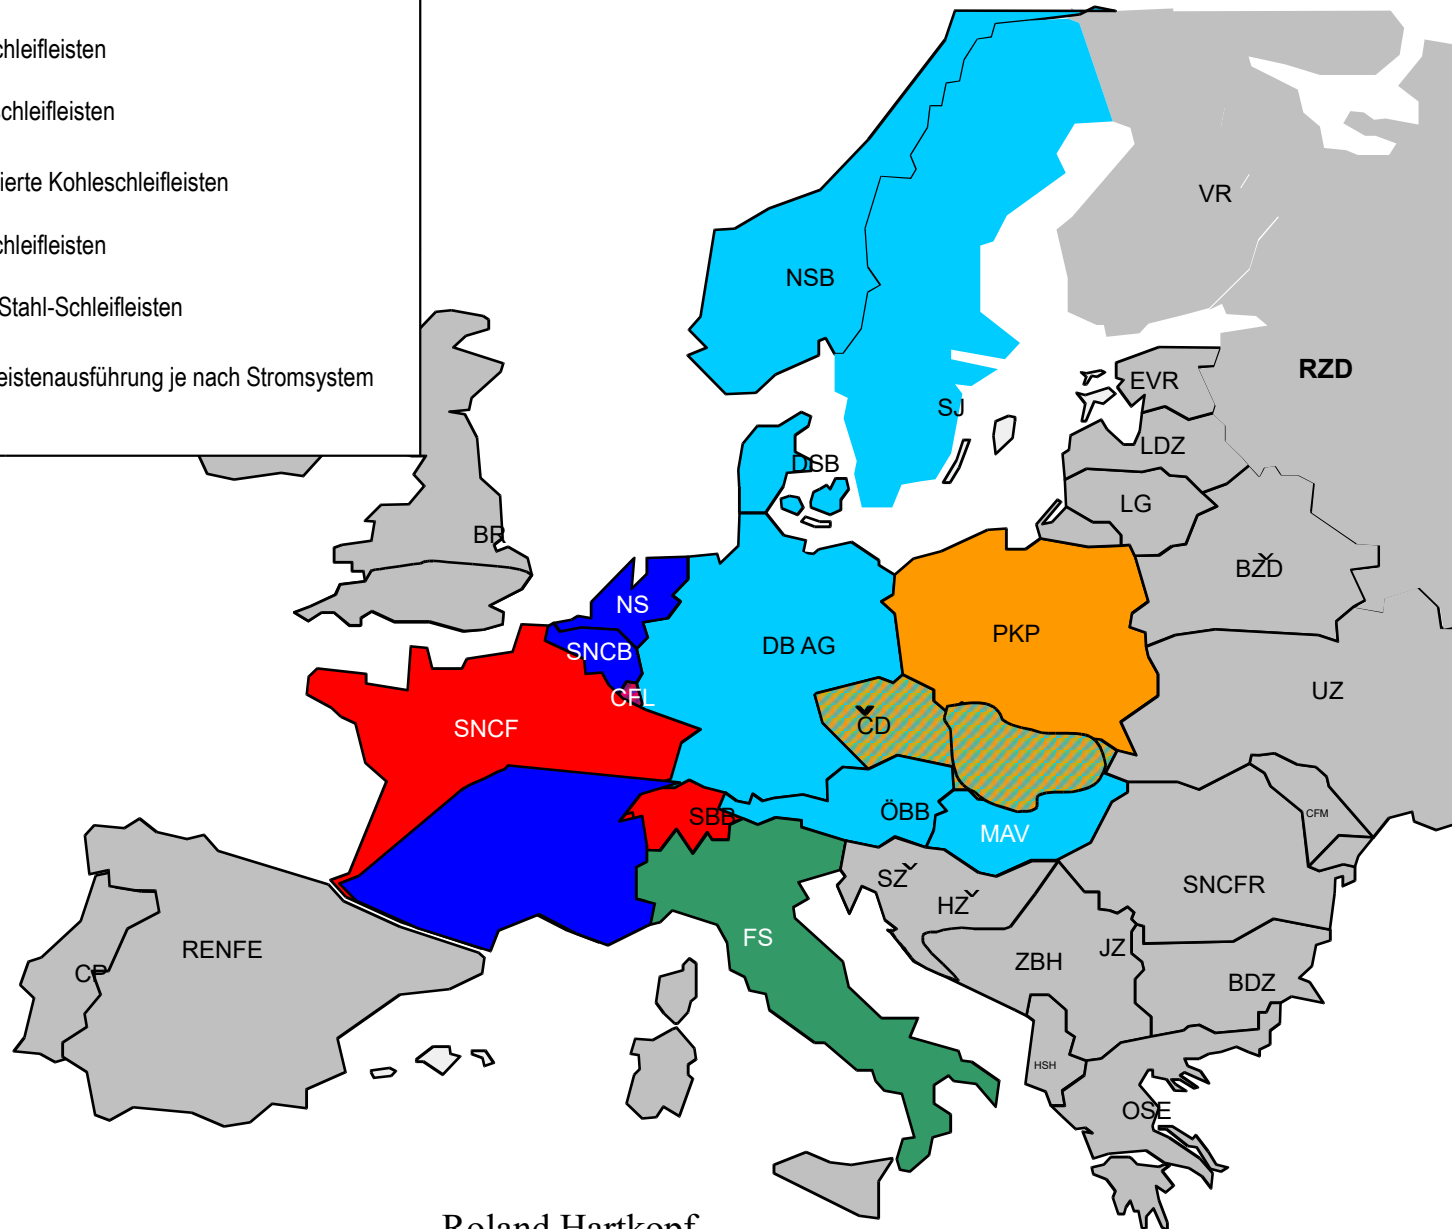 chleifleisten
schleifleisten
ierte Kohleschleifleisten
chleifleisten
Stahl-Schleifleisten
eistenausführung je nach Stromsystem
VR
NSB
RZD
EVR
SJ
LDZ
DSB
LG
BR
BŽD
NS
PKP
DB AG
SNCB
UZ
CFL
ČD
SNCF
ÖBB
CFM
SBB
MAV
SŽ
SNCFR
HŽ
FS
RENFE
JZ
ZBH
CP
BDZ
HSH
OSE
Roland Hartkopf